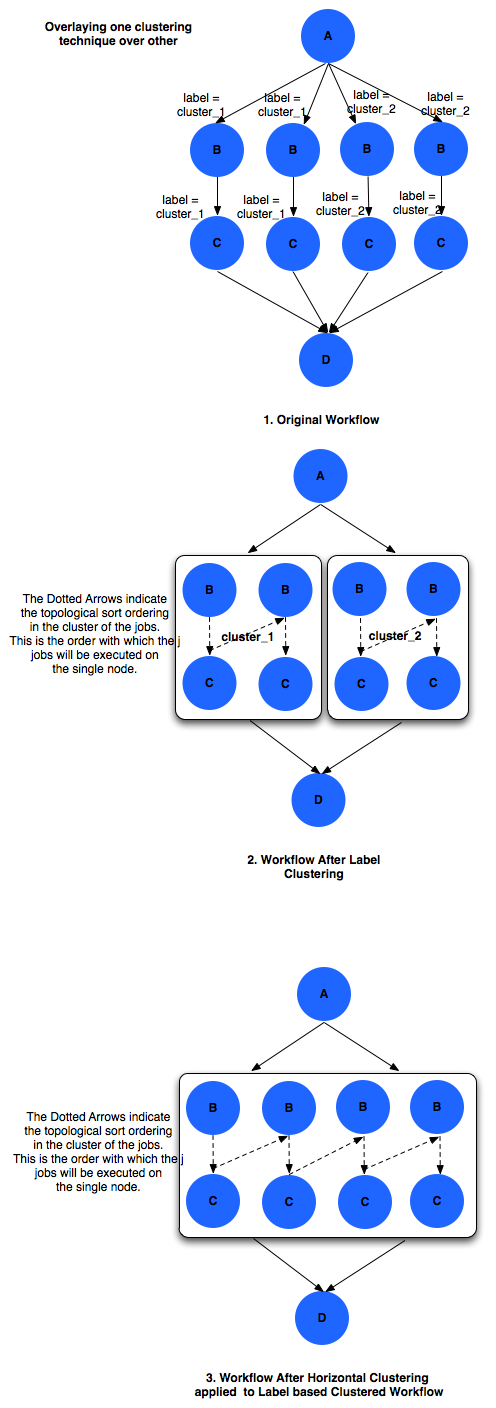 Overlaying one clustering
technique over other
A
label =
cluster_1
label =
cluster_1
label =
cluster_2
label =
cluster_2
B
B
B
B
label =
cluster_1
label =
cluster_1
label =
cluster_2
label =
cluster_2
C
C
C
C
D
1. Original Workflow
A
B
B
B
B
The Dotted Arrows indicate
the topological sort ordering
in the cluster of the jobs.
This is the order with which the j
jobs will be executed on
the single node.
cluster_1
cluster_2
C
C
C
C
D
2. Workflow After Label
Clustering
A
B
B
B
B
The Dotted Arrows indicate
the topological sort ordering
in the cluster of the jobs.
This is the order with which the j
jobs will be executed on
the single node.
C
C
C
C
D
3. Workflow After Horizontal Clustering
applied to Label based Clustered Workflow